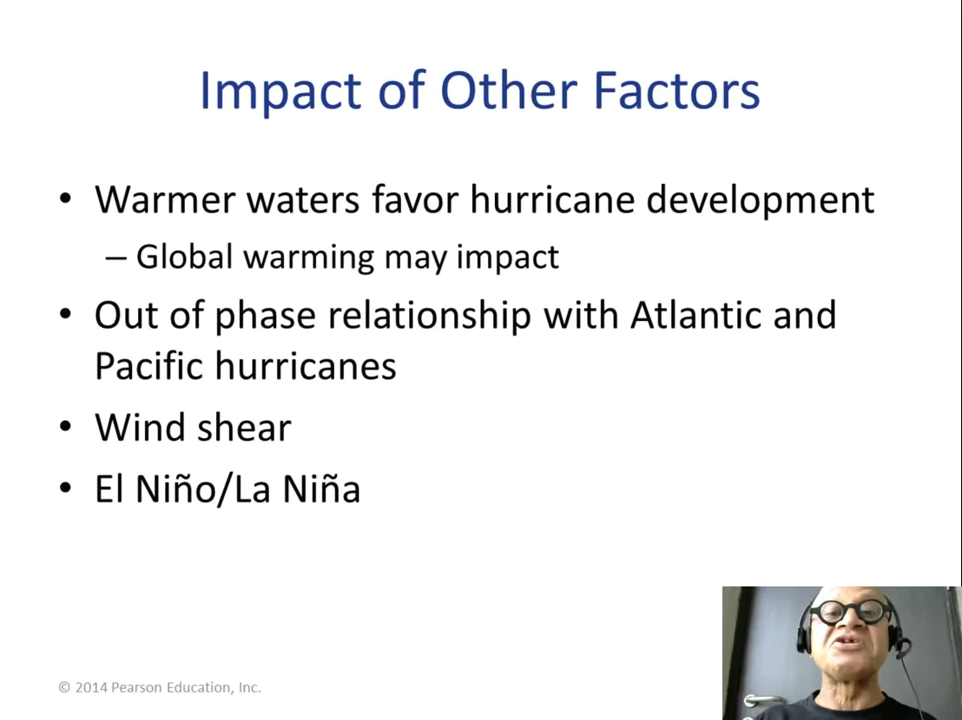 Impact of Other Factors
• Warmer waters favor hurricane development
– Global warming may impact
• Out of phase relationship with Atlantic and
Pacific hurricanes
• Wind shear
• El Niño/La Niña
© 2014 Pearson Education, Inc.